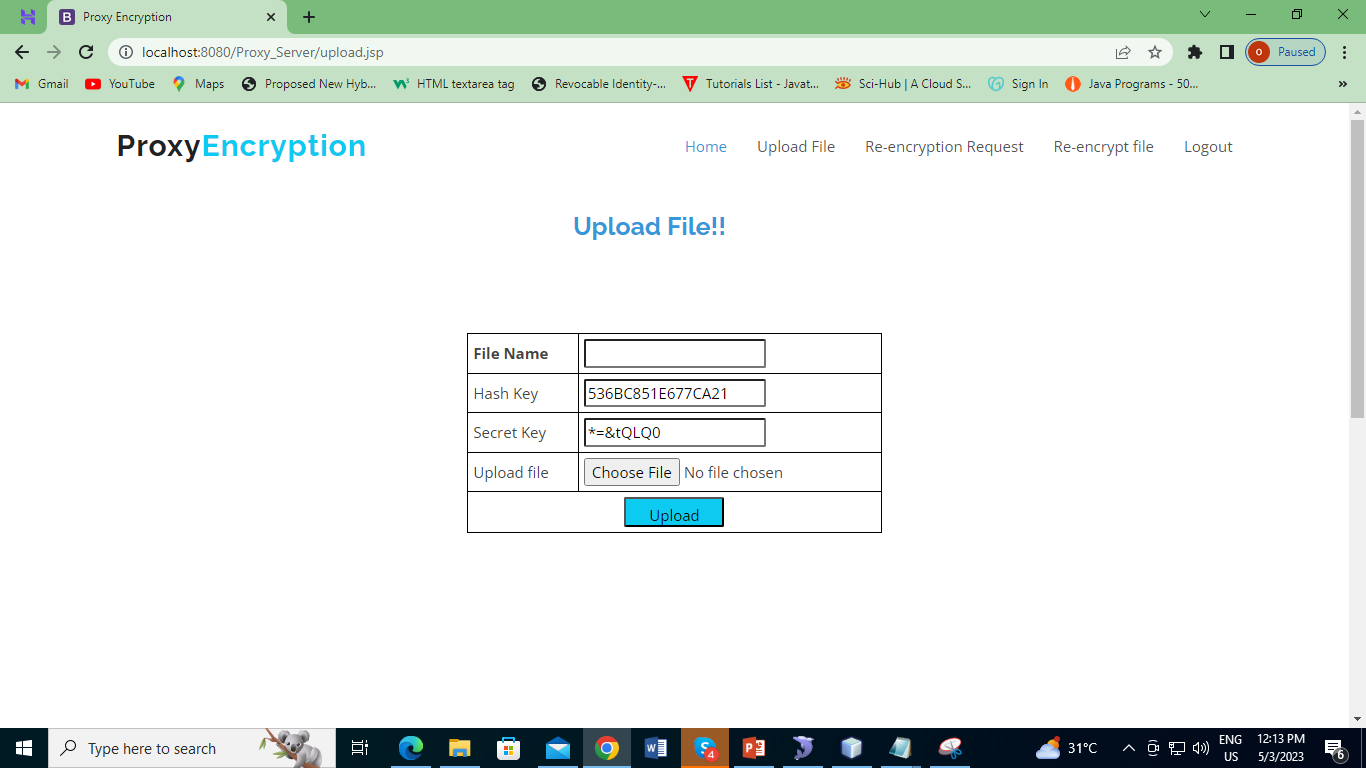 Proxy Encryption
localhost:8080/Proxy_Server/upload.jsp
O
Paused
Gmail YouTube Maps Proposed New Hyb... HTML textarea tag Revocable Identity-... Tutorials List - Javat... Sci-Hub | A Cloud S... Sign In Java Programs - 50... »
ProxyEncryption
Home Upload File Re-encryption Request Re-encrypt file Logout
Upload File!!
File Name
Hash Key 536BC851E677CA21
Secret Key *=&tQLQ0
Upload file Choose File No file chosen
Upload
Type here to search
31°C
ENG
US
12:13 PM
5/3/2023
4
6